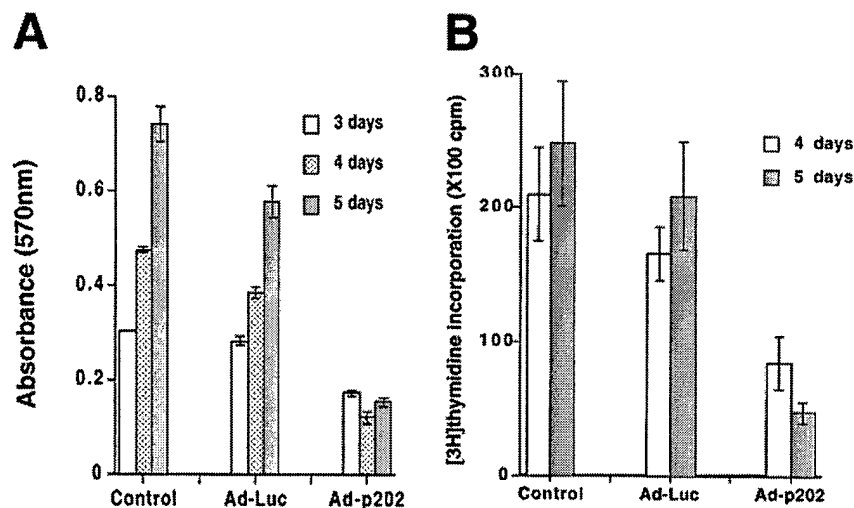 A
Absorbance (570nm)
0.8
0.6
0.4
0.2
0
3 days
4 days
5 days
Control
Ad-Luc
Ad-p202
B
[3H]thymidine incorporation (X100 cpm)
300
200
100
0
4 days
5 days
Control
Ad-Luc
Ad-p202